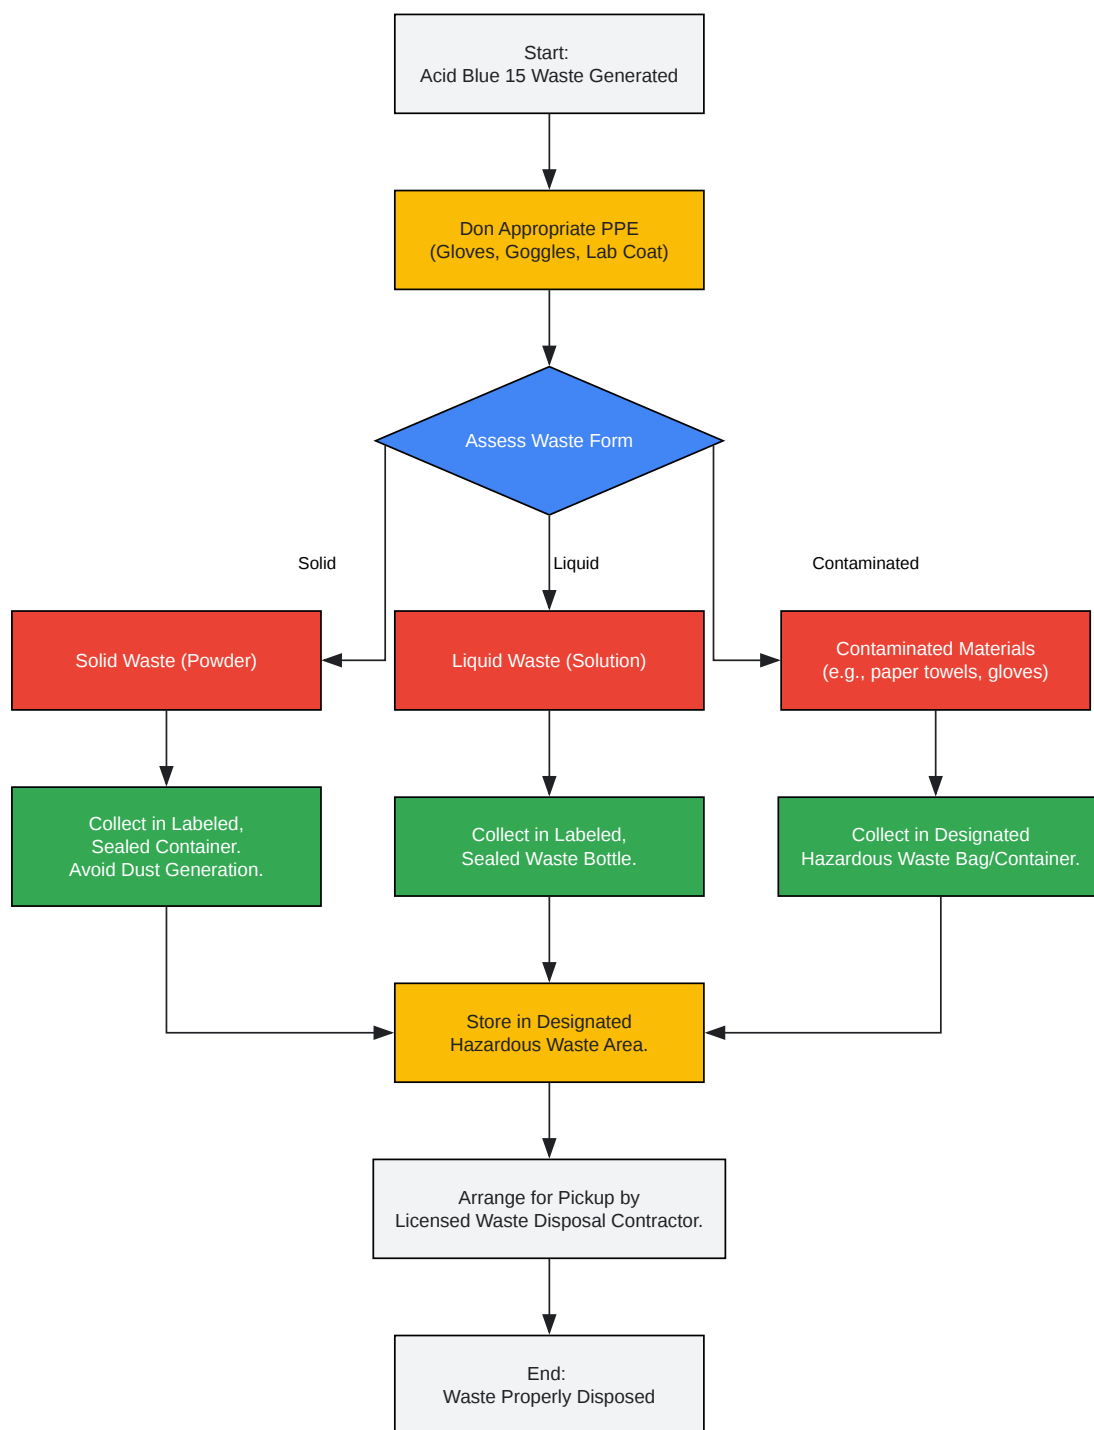 Start:
Acid Blue 15 Waste Generated
Don Appropriate PPE
(Gloves, Goggles, Lab Coat)
Assess Waste Form
Solid
Liquid
Contaminated
Solid Waste (Powder)
Liquid Waste (Solution)
Contaminated Materials
(e.g., paper towels, gloves)
Collect in Labeled,
Sealed Container.
Avoid Dust Generation.
Collect in Labeled,
Sealed Waste Bottle.
Collect in Designated
Hazardous Waste Bag/Container.
Store in Designated
Hazardous Waste Area.
Arrange for Pickup by
Licensed Waste Disposal Contractor.
End:
Waste Properly Disposed